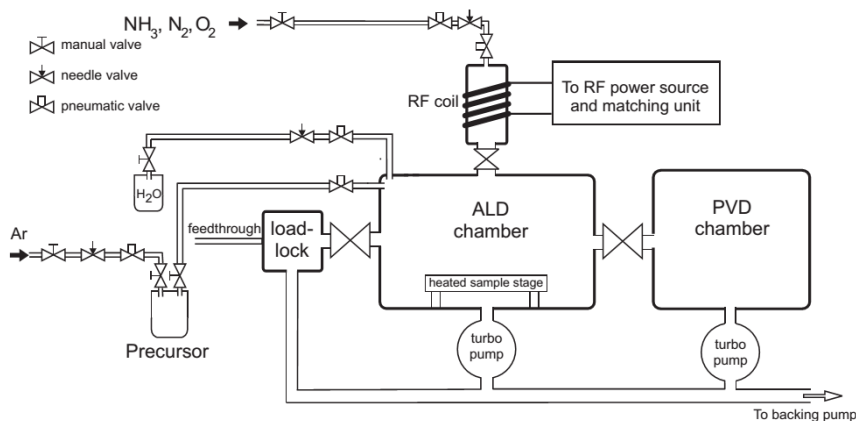 NH3, N2,O2
manual valve
needle valve
pneumatic valve
RF coil
To RF power source
and matching unit
H2O
ALD
chamber
PVD
chamber
feedthrough
load-
lock
Ar
heated sample stage
Precursor
turbo
pump
turbo
pump
To backing pump